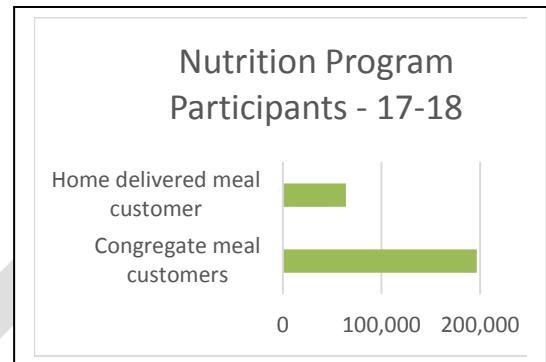 Nutrition Program
Participants - 17-18
Home delivered meal
customer
Congregate meal
customers
0 100,000 200,000